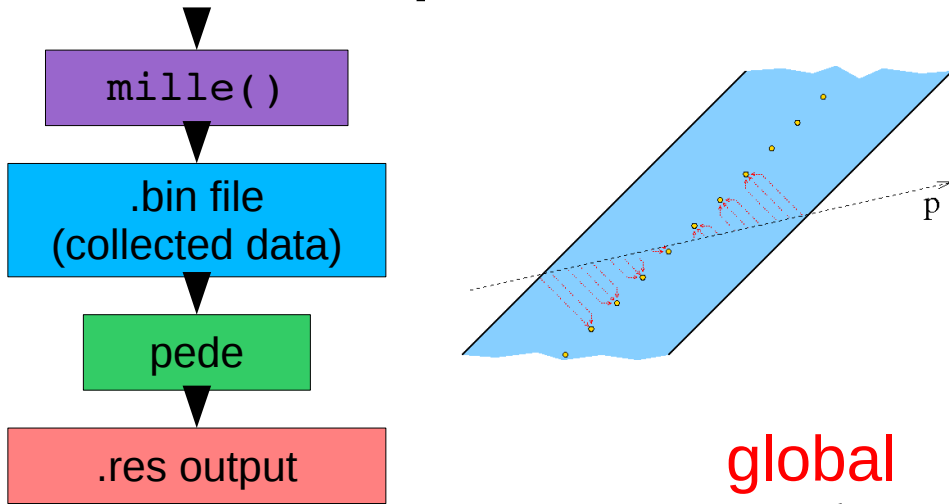 mille()
.bin file
(collected data)
pede
.res output
p
global